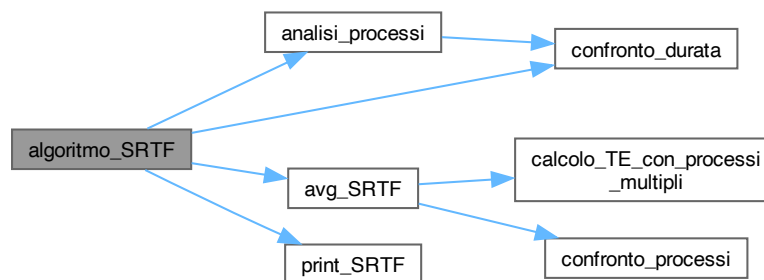 analisi_processi
confronto_durata
algoritmo_SRTF
calcolo_TE_con_processi
_multipli
avg_SRTF
confronto_processi
print_SRTF